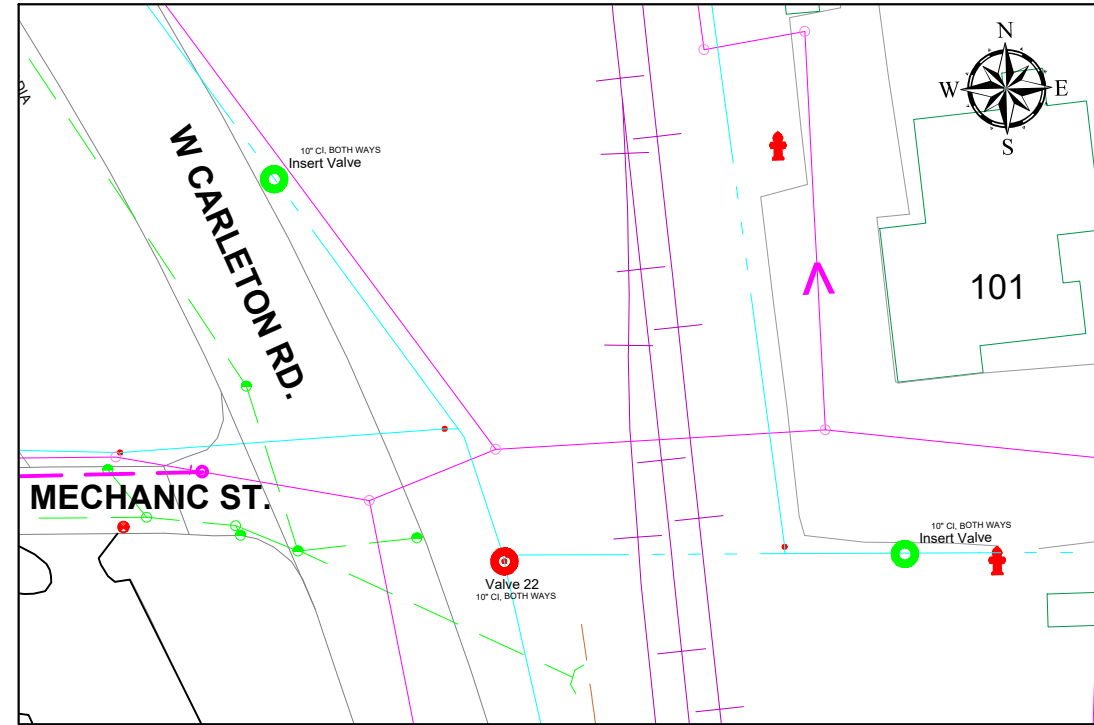 DIA
N
W E
S
10" CI, BOTH WAYS
Insert Valve
W CARLETON RD.
101
MECHANIC ST.
10" CI, BOTH WAYS
Insert Valve
Valve 22
10" CI, BOTH WAYS